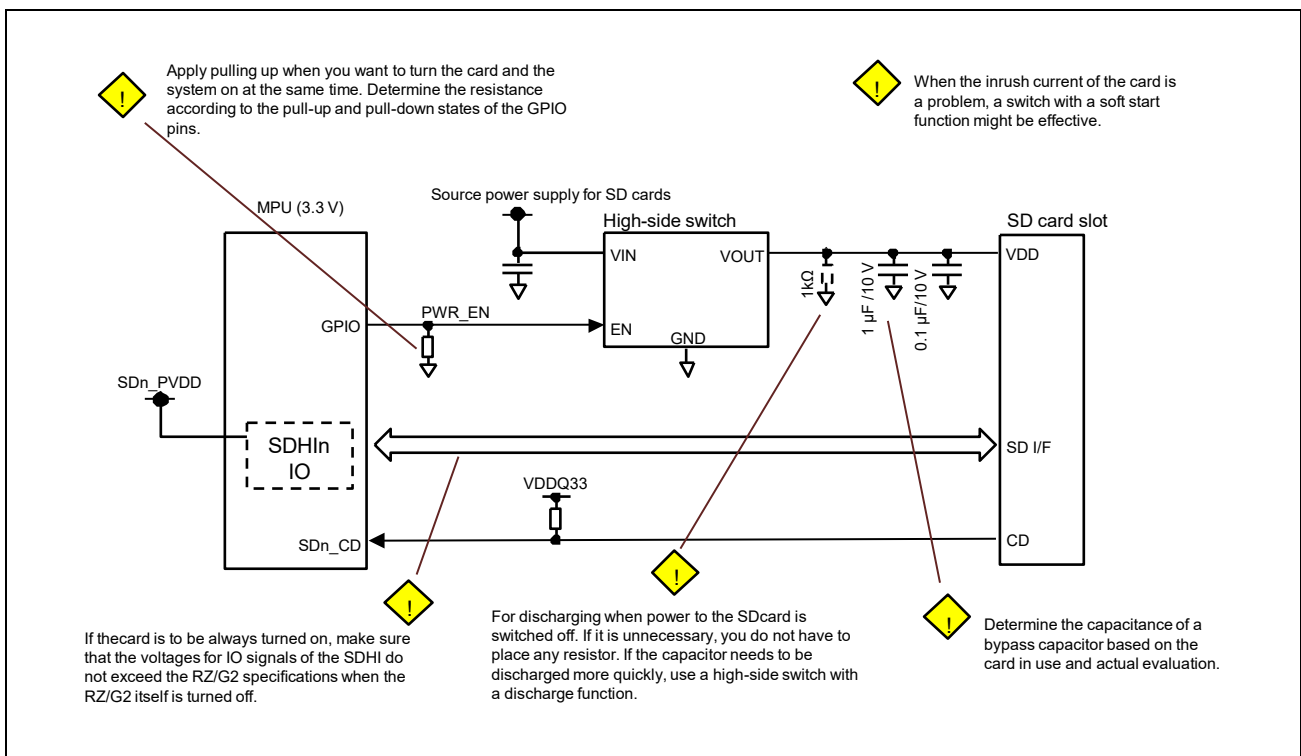 !
Apply pulling up when you want to turn the card and the
system on at the same time. Determine the resistance
according to the pull-up and pull-down states of the GPIO
pins.
!
When the inrush current of the card is
a problem, a switch with a soft start
function might be effective.
MPU (3.3 V)
Source power supply for SD cards
High-side switch
SD card slot
VIN
VOUT
VDD
1kΩ
1 µF /10 V
0.1 µF/10 V
GPIO
PWR_EN
EN
GND
SDn_PVDD
SDHIn
IO
SD I/F
VDDQ33
SDn_CD
CD
!
If thecard is to be always turned on, make sure
that the voltages for IO signals of the SDHI do
not exceed the RZ/G2 specifications when the
RZ/G2 itself is turned off.
!
For discharging when power to the SDcard is
switched off. If it is unnecessary, you do not have to
place any resistor. If the capacitor needs to be
discharged more quickly, use a high-side switch with
a discharge function.
!
Determine the capacitance of a
bypass capacitor based on the
card in use and actual evaluation.